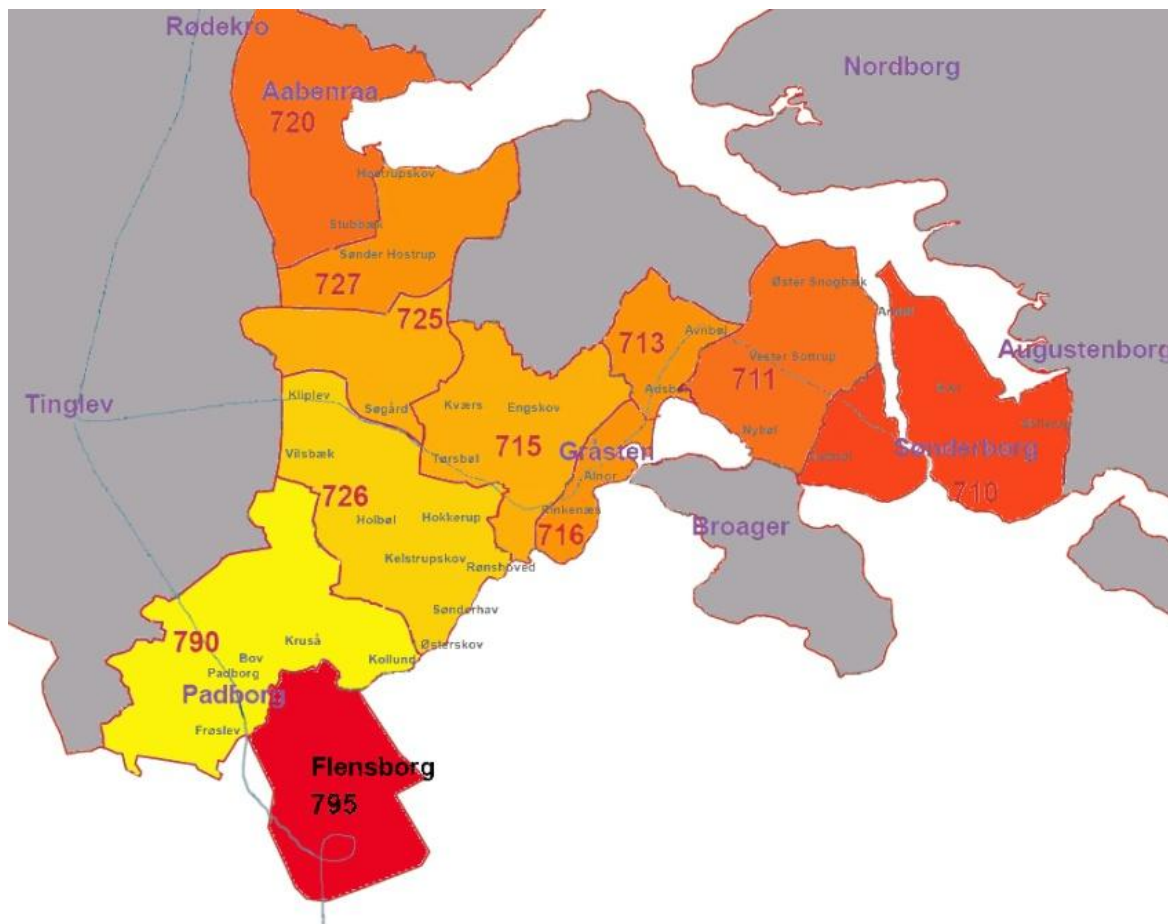 Rødekro
Nordborg
Aabenraa
720
Hostrupskov
Stubbæk
Sønder Hostrup
727
725
Øster Snogbæk
713
Avnbøl
Vester Sottrup
711
Augustenborg
Tinglev
Kliplev
Søgård
Kværs
Engskov
715
Nybøl
Gråsten
Sønderborg
710
Vilsbæk
Tørsbøl
Alnor
726
Holbøl
Hokkerup
Rinkenæs
716
Broager
Kelstrupskov
Rønshoved
Sønderhav
Østerskov
790
Kruså
Bov
Kollund
Padborg
Padborg
Frøslev
Flensborg
795